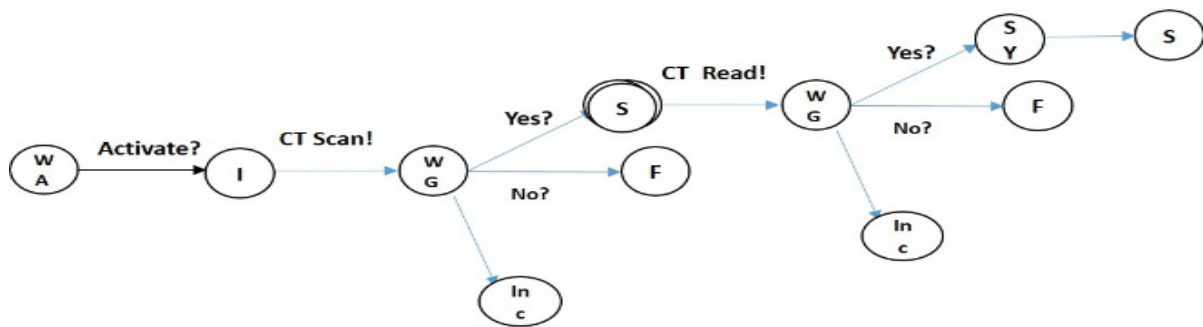 W
A
Activate?
I
CT Scan!
W
G
Yes?
S
No?
F
In
c
CT Read!
W
G
Yes?
S
Y
S
No?
F
In
c